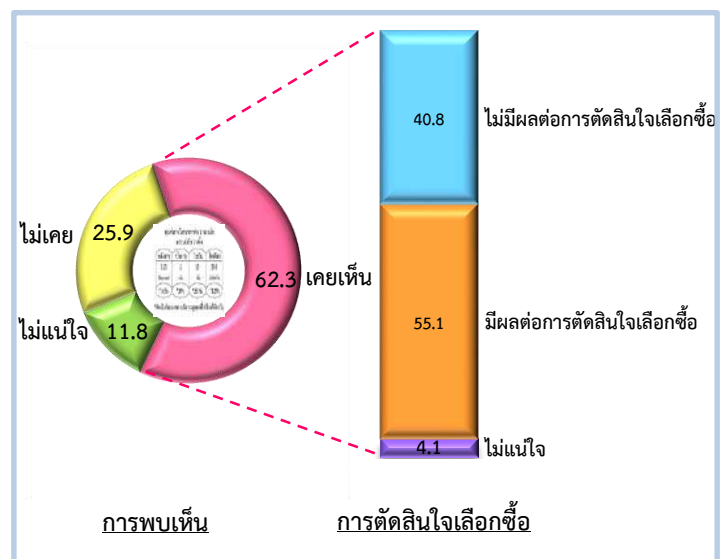 40.8 ไม่มีผลต่อการตัดสินใจเลือกซื้อ
ไม่เคย 25.9
62.3 เคยเห็น
55.1 มีผลต่อการตัดสินใจเลือกซื้อ
ไม่แน่ใจ 11.8
4.1 ไม่แน่ใจ
การพบเห็น
การตัดสินใจเลือกซื้อ